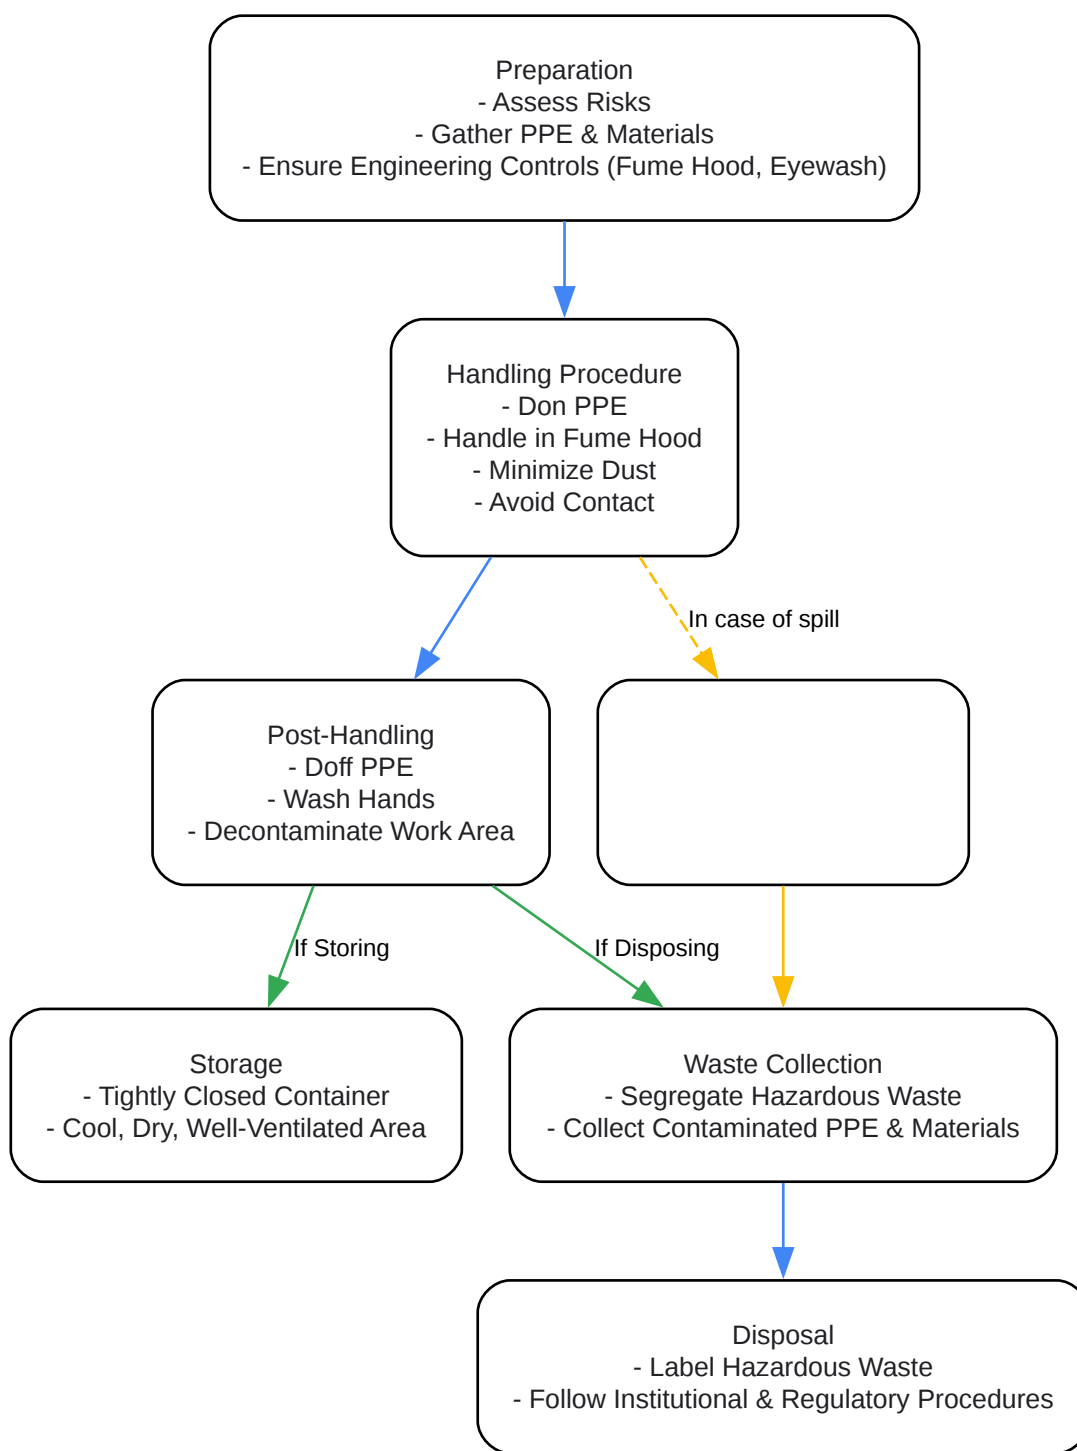 Preparation
- Assess Risks
- Gather PPE & Materials
- Ensure Engineering Controls (Fume Hood, Eyewash)
Handling Procedure
- Don PPE
- Handle in Fume Hood
- Minimize Dust
- Avoid Contact
In case of spill
Post-Handling
- Doff PPE
- Wash Hands
- Decontaminate Work Area
If Storing
If Disposing
Storage
- Tightly Closed Container
- Cool, Dry, Well-Ventilated Area
Waste Collection
- Segregate Hazardous Waste
- Collect Contaminated PPE & Materials
Disposal
- Label Hazardous Waste
- Follow Institutional & Regulatory Procedures